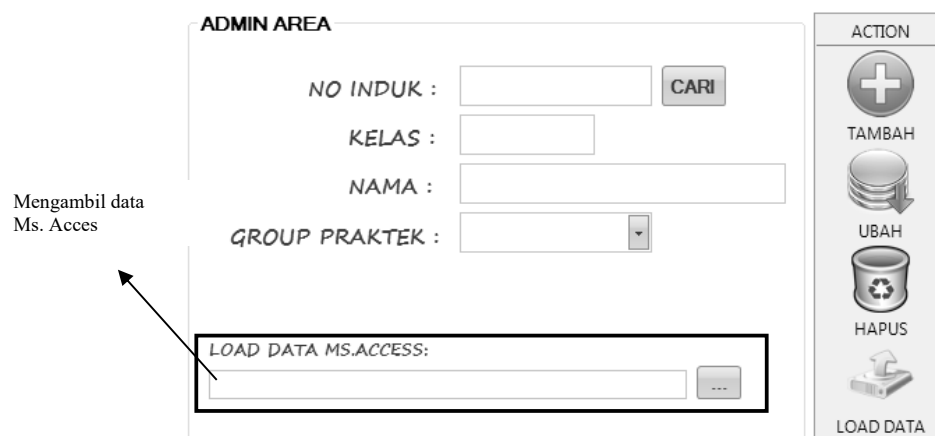 ADMIN AREA
NO INDUK :
CARI
KELAS :
NAMA :
GROUP PRAKTEK :
LOAD DATA MS.ACCESS:
...
Mengambil data
Ms. Acces
ACTION
TAMBAH
UBAH
HAPUS
LOAD DATA